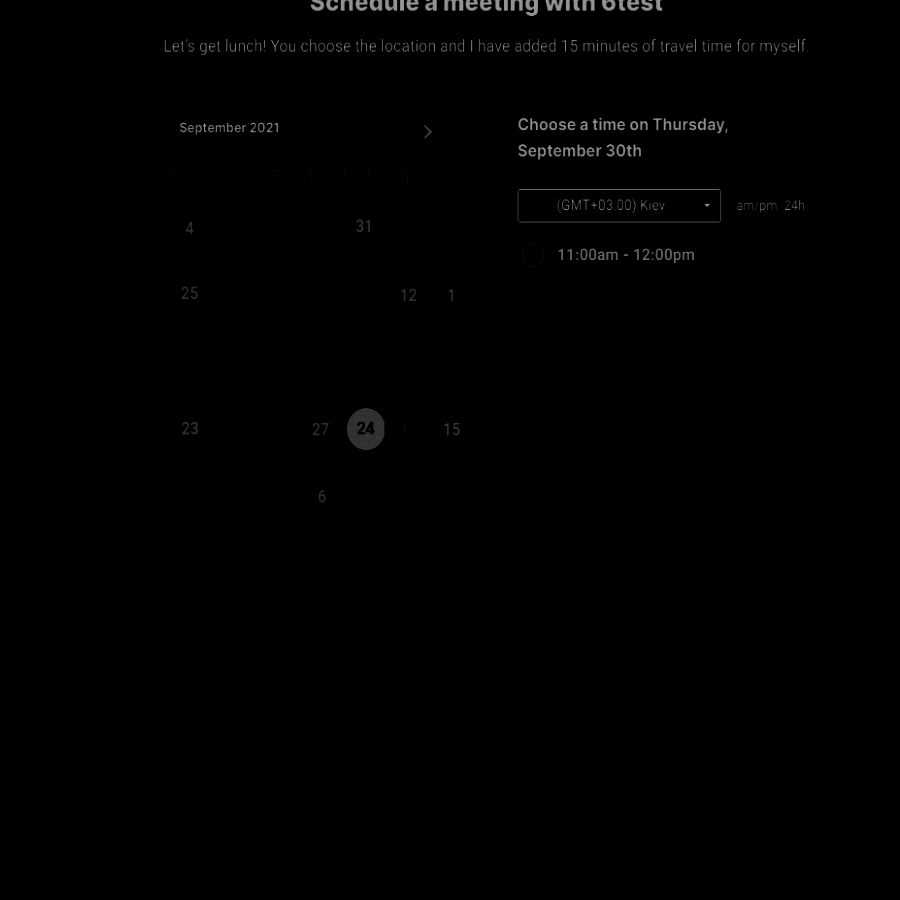 Schedule a meeting with 6test
Let's get lunch! You choose the location and I have added 15 minutes of travel time for myself.
September 2021
4 31
25 12 1
23 27 24 15
6
Choose a time on Thursday,
September 30th
(GMT+03:00) Kiev am/pm 24h
11:00am - 12:00pm